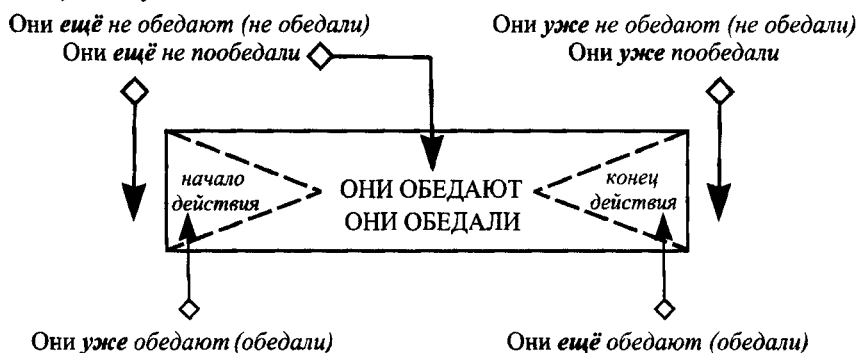 Они ещё не обедают (не обедали)
Они ещё не пообедали
Они уже не обедают (не обедали)
Они уже пообедали
начало
действия
ОНИ ОБЕДАЮТ
ОНИ ОБЕДАЛИ
конец
действия
Они уже обедают (обедали)
Они ещё обедают (обедали)